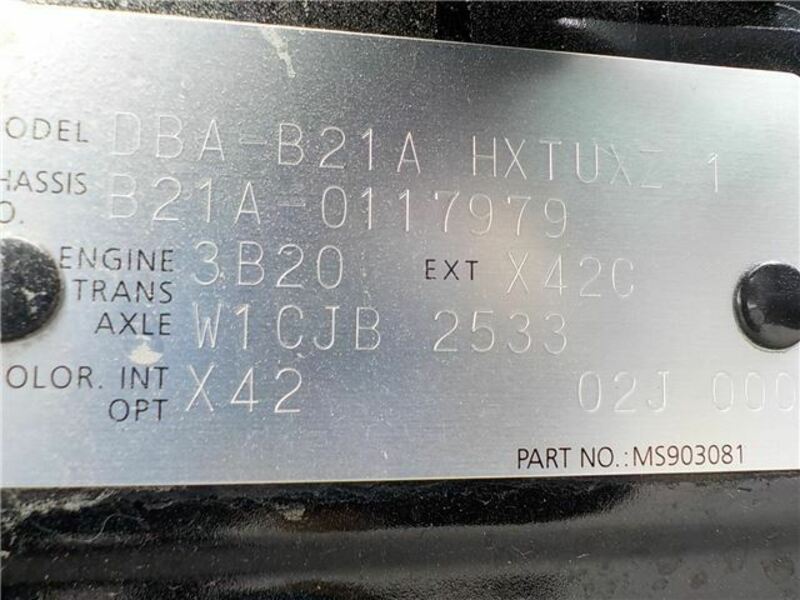 ODEL DBA-B21A HXTUXZ 1
HASSIS
O. B21A-0117979
ENGINE 3B20 EXT X42C
TRANS
AXLE W1CJB 2533
OLOR. INT X42 02J 000
OPT
PART NO.:MS903081